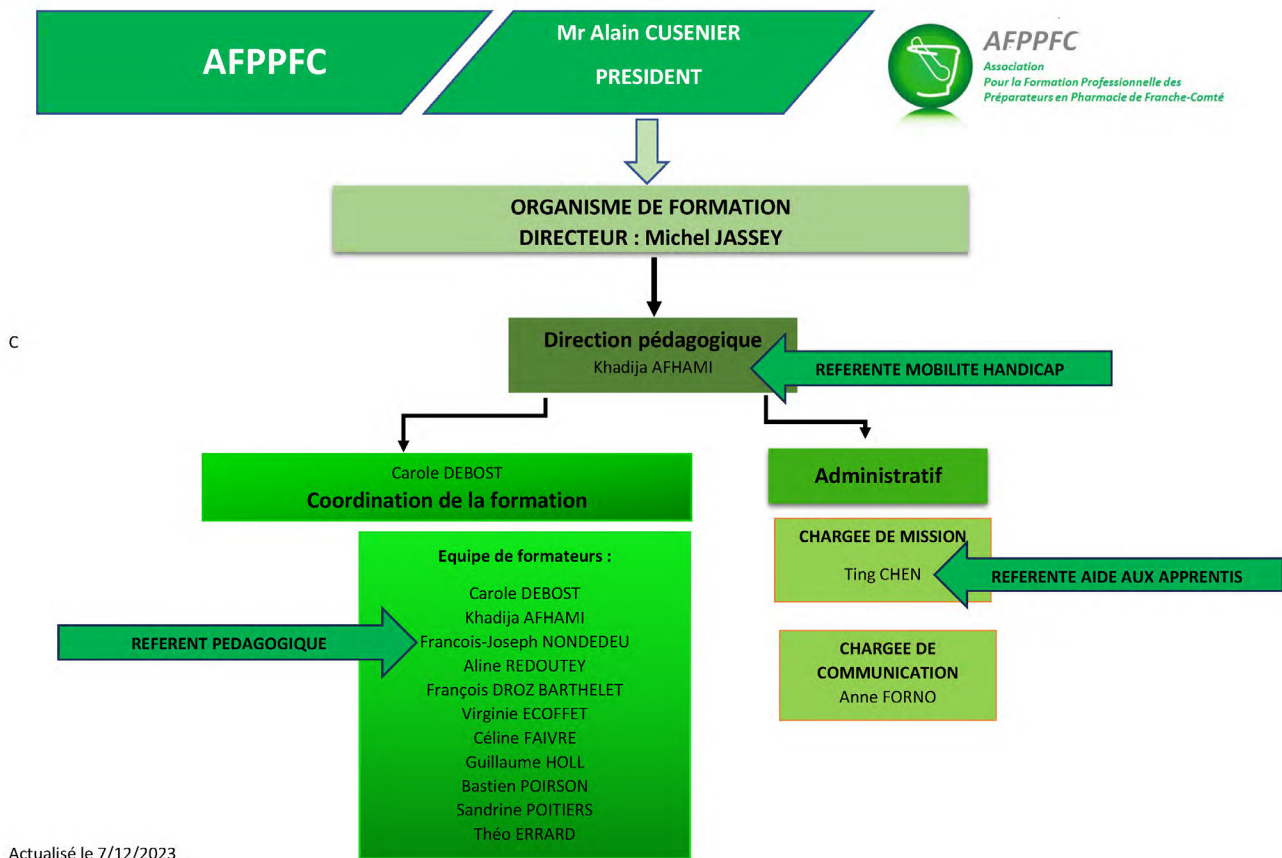 AFPPFC
Mr Alain CUSENIER
PRESIDENT
AFPPFC
Association
Pour la Formation Professionnelle des
Préparateurs en Pharmacie de Franche-Comté
ORGANISME DE FORMATION
DIRECTEUR : Michel JASSEY
C
Direction pédagogique
Khadija AFHAMI
REFERENTE MOBILITE HANDICAP
Carole DEBOST
Coordination de la formation
Administratif
CHARGEE DE MISSION
Ting CHEN
REFERENTE AIDE AUX APPRENTIS
Equipe de formateurs :
Carole DEBOST
Khadija AFHAMI
REFERENT PEDAGOGIQUE
Francois-Joseph NONDEDEU
Aline REDOUTEY
François DROZ BARTHELET
Virginie ECOFFET
Céline FAIVRE
Guillaume HOLL
Bastien POIRSON
Sandrine POITIERS
Théo ERRARD
CHARGEE DE
COMMUNICATION
Anne FORNO
Actualisé le 7/12/2023